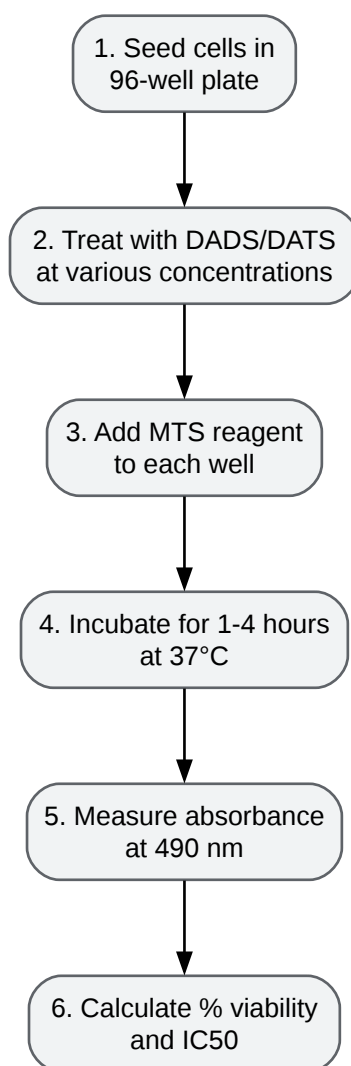 1. Seed cells in
96-well plate
2. Treat with DADS/DATS
at various concentrations
3. Add MTS reagent
to each well
4. Incubate for 1-4 hours
at 37°C
5. Measure absorbance
at 490 nm
6. Calculate % viability
and IC50